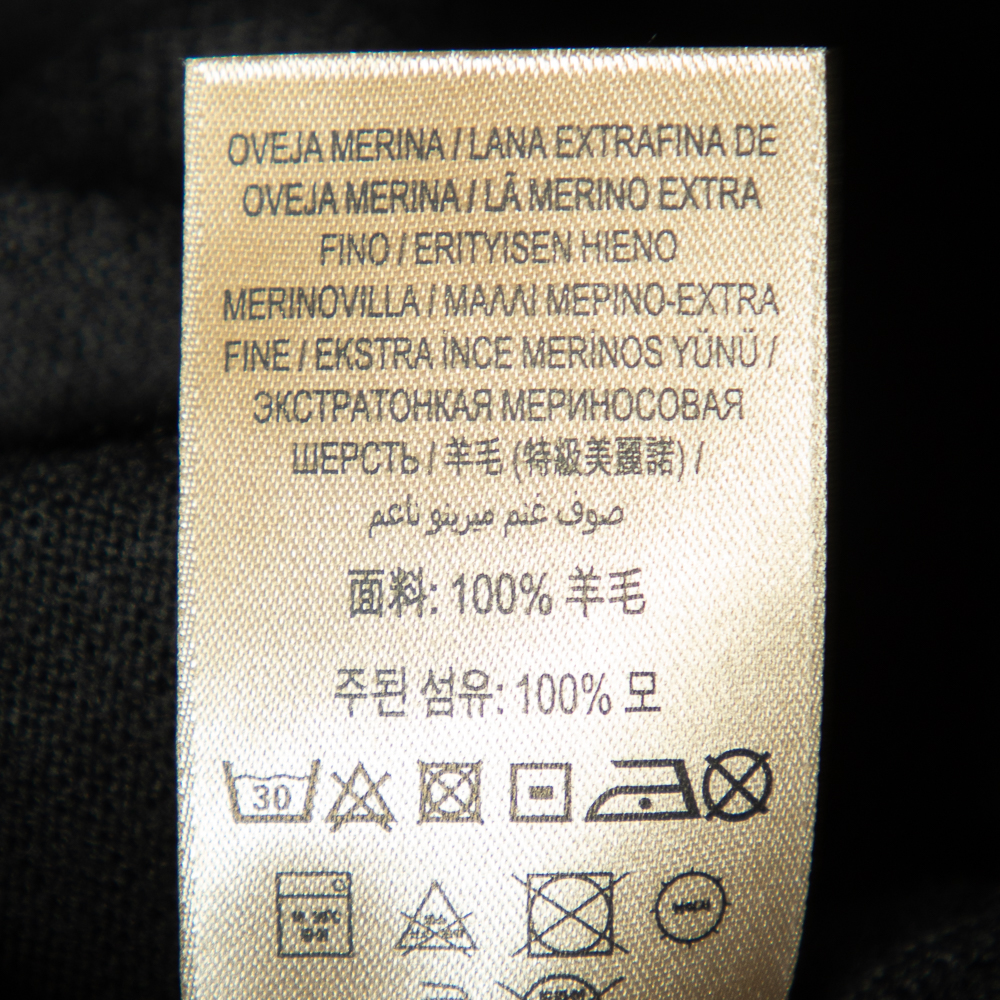 OVEJA MERINA / LANA EXTRAFINA DE
OVEJA MERINA / LÃ MERINO EXTRA
FINO / ERITYISEN HIENO
MERINOVILLA / ΜΑΛΛΙ ΜΕΡΙΝΟ-EXTRA
FINE / EKSTRA İNCE MERİNOS YÜNÜ /
ЭКСТРАТОНКАЯ МЕРИНОСОВАЯ
ШЕРСТЬ / 羊毛 (特級美麗諾) /
صوف غنم ميرينو ناعم
面料: 100% 羊毛
주된 섬유: 100% 모
30